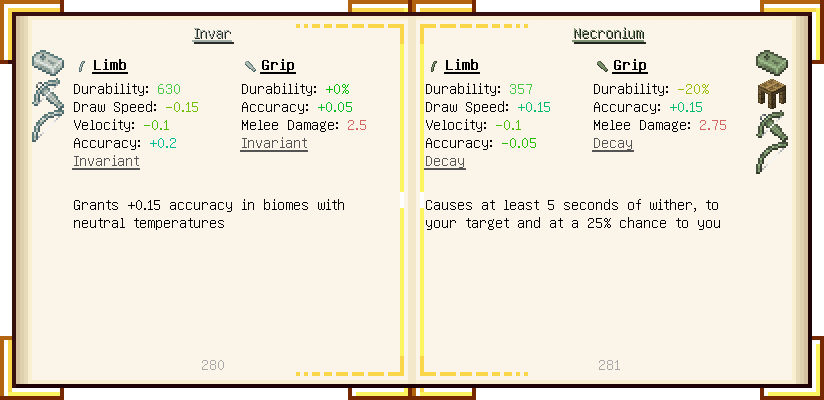 Invar
Limb
Durability: 630
Draw Speed: -0.15
Velocity: -0.1
Accuracy: +0.2
Invariant
Grip
Durability: +0%
Accuracy: +0.05
Melee Damage: 2.5
Invariant
Grants +0.15 accuracy in biomes with
neutral temperatures
280
Necronium
Limb
Durability: 357
Draw Speed: +0.15
Velocity: -0.1
Accuracy: -0.05
Decay
Grip
Durability: -20%
Accuracy: +0.15
Melee Damage: 2.75
Decay
Causes at least 5 seconds of wither, to
your target and at a 25% chance to you
281